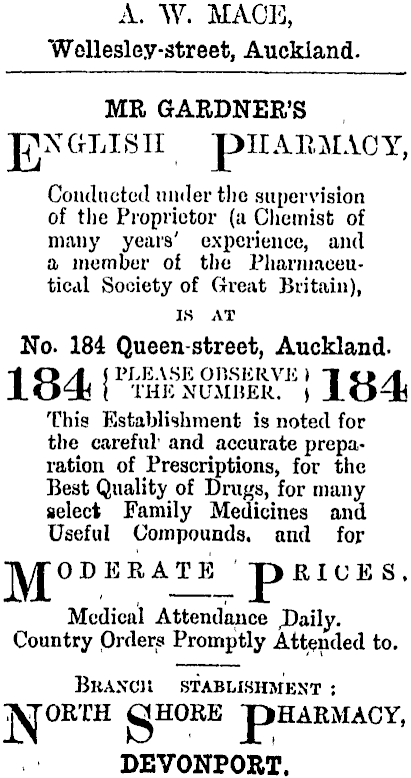 A. W. MACE,
Wellesley-street, Auckland.
MR GARDNER'S
ENGLISH PHARMACY,
Conducted under the supervision
of the Proprietor (a Chemist of
many years' experience, and
a member of the Pharmaceu-
tical Society of Great Britain),
IS AT
No. 184 Queen-street, Auckland.
184 { PLEASE OBSERVE } 184
{ THE NUMBER. }
This Establishment is noted for
the careful and accurate prepa-
ration of Prescriptions, for the
Best Quality of Drugs, for many
select Family Medicines and
Useful Compounds. and for
MODERATE PRICES.
Medical Attendance Daily.
Country Orders Promptly Attended to.
BRANCH STABLISHMENT :
NORTH SHORE PHARMACY,
DEVONPORT.